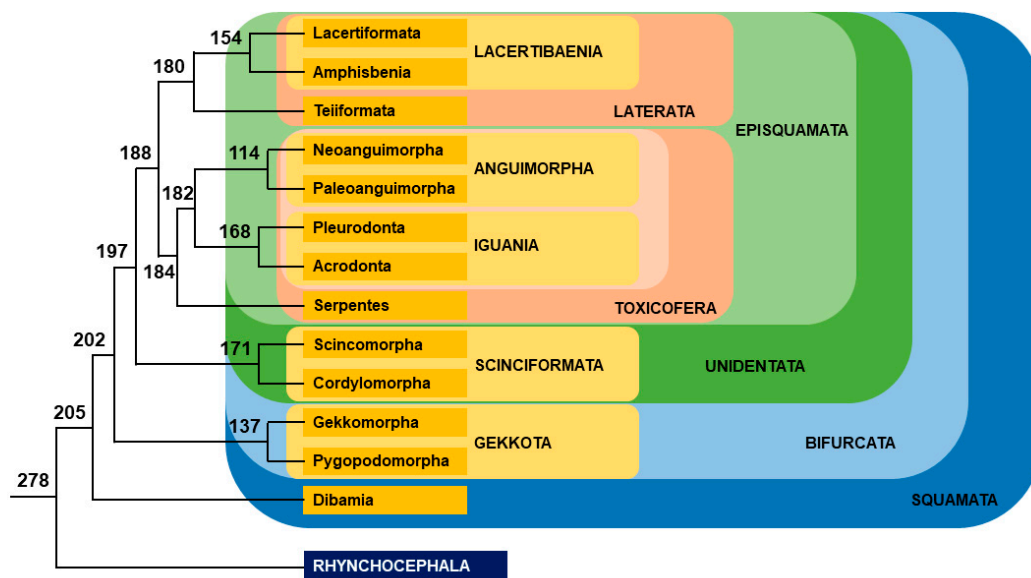 154
Lacertiformata
LACERTIBAENIA
180
Amphisbenia
Teiiformata
LATERATA
EPISQUAMATA
188
114
Neoanguimorpha
ANGUIMORPHA
182
Paleoanguimorpha
197
168
Pleurodonta
IGUANIA
184
Acrodonta
Serpentes
TOXICOFERA
202
171
Scincomorpha
SCINCIFORMATA
UNIDENTATA
Cordylomorpha
205
137
Gekkomorpha
GEKKOTA
BIFURCATA
Pygopodomorpha
278
Dibamia
SQUAMATA
RHYNCHOCEPHALA